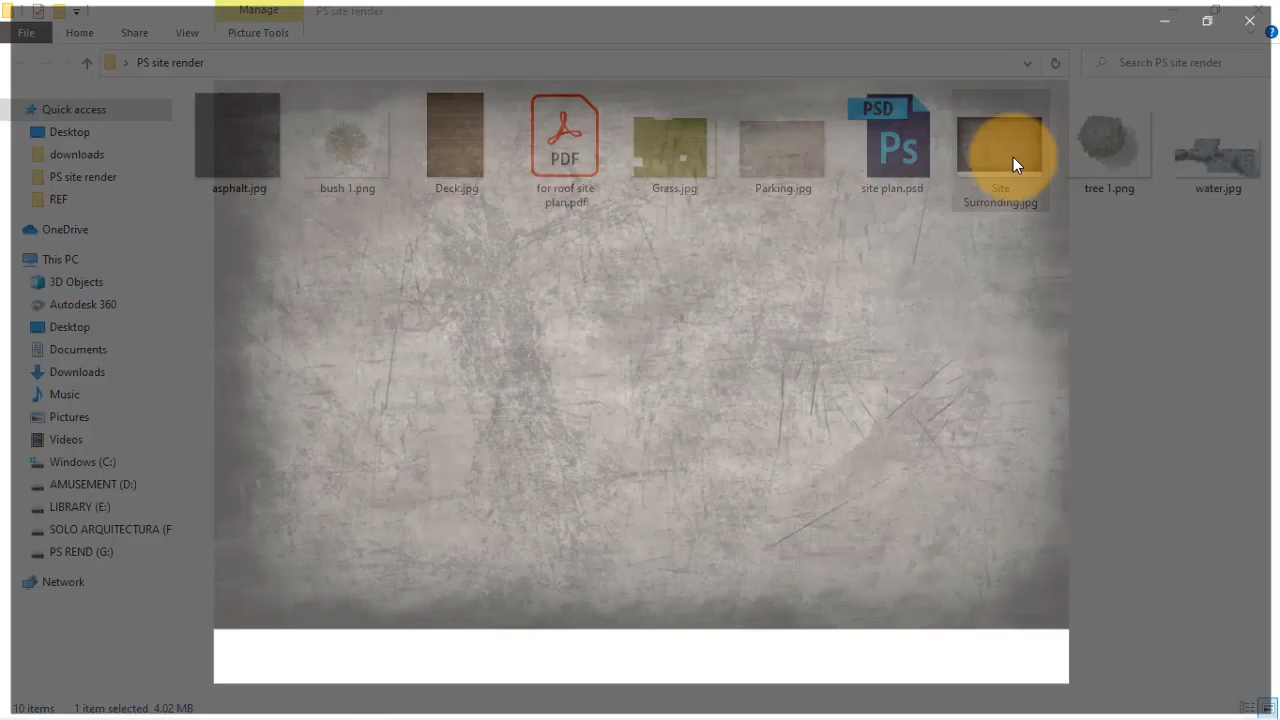 Manage
PS site render
File
Home
Share
View
Picture Tools
PS site render
Search PS site render
Quick access
Desktop
downloads
PS site render
REF
OneDrive
This PC
3D Objects
Autodesk 360
Desktop
Documents
Downloads
Music
Pictures
Videos
Windows (C:)
AMUSEMENT (D:)
LIBRARY (E:)
SOLO ARQUITECTURA (F
PS REND (G:)
Network
asphalt.jpg
bush 1.png
Deck.jpg
PDF
for roof site
plan.pdf
Grass.jpg
Parking.jpg
PSD
Ps
site plan.psd
Site
Surronding.jpg
tree 1.png
water.jpg
10 items
1 item selected
4.02 MB